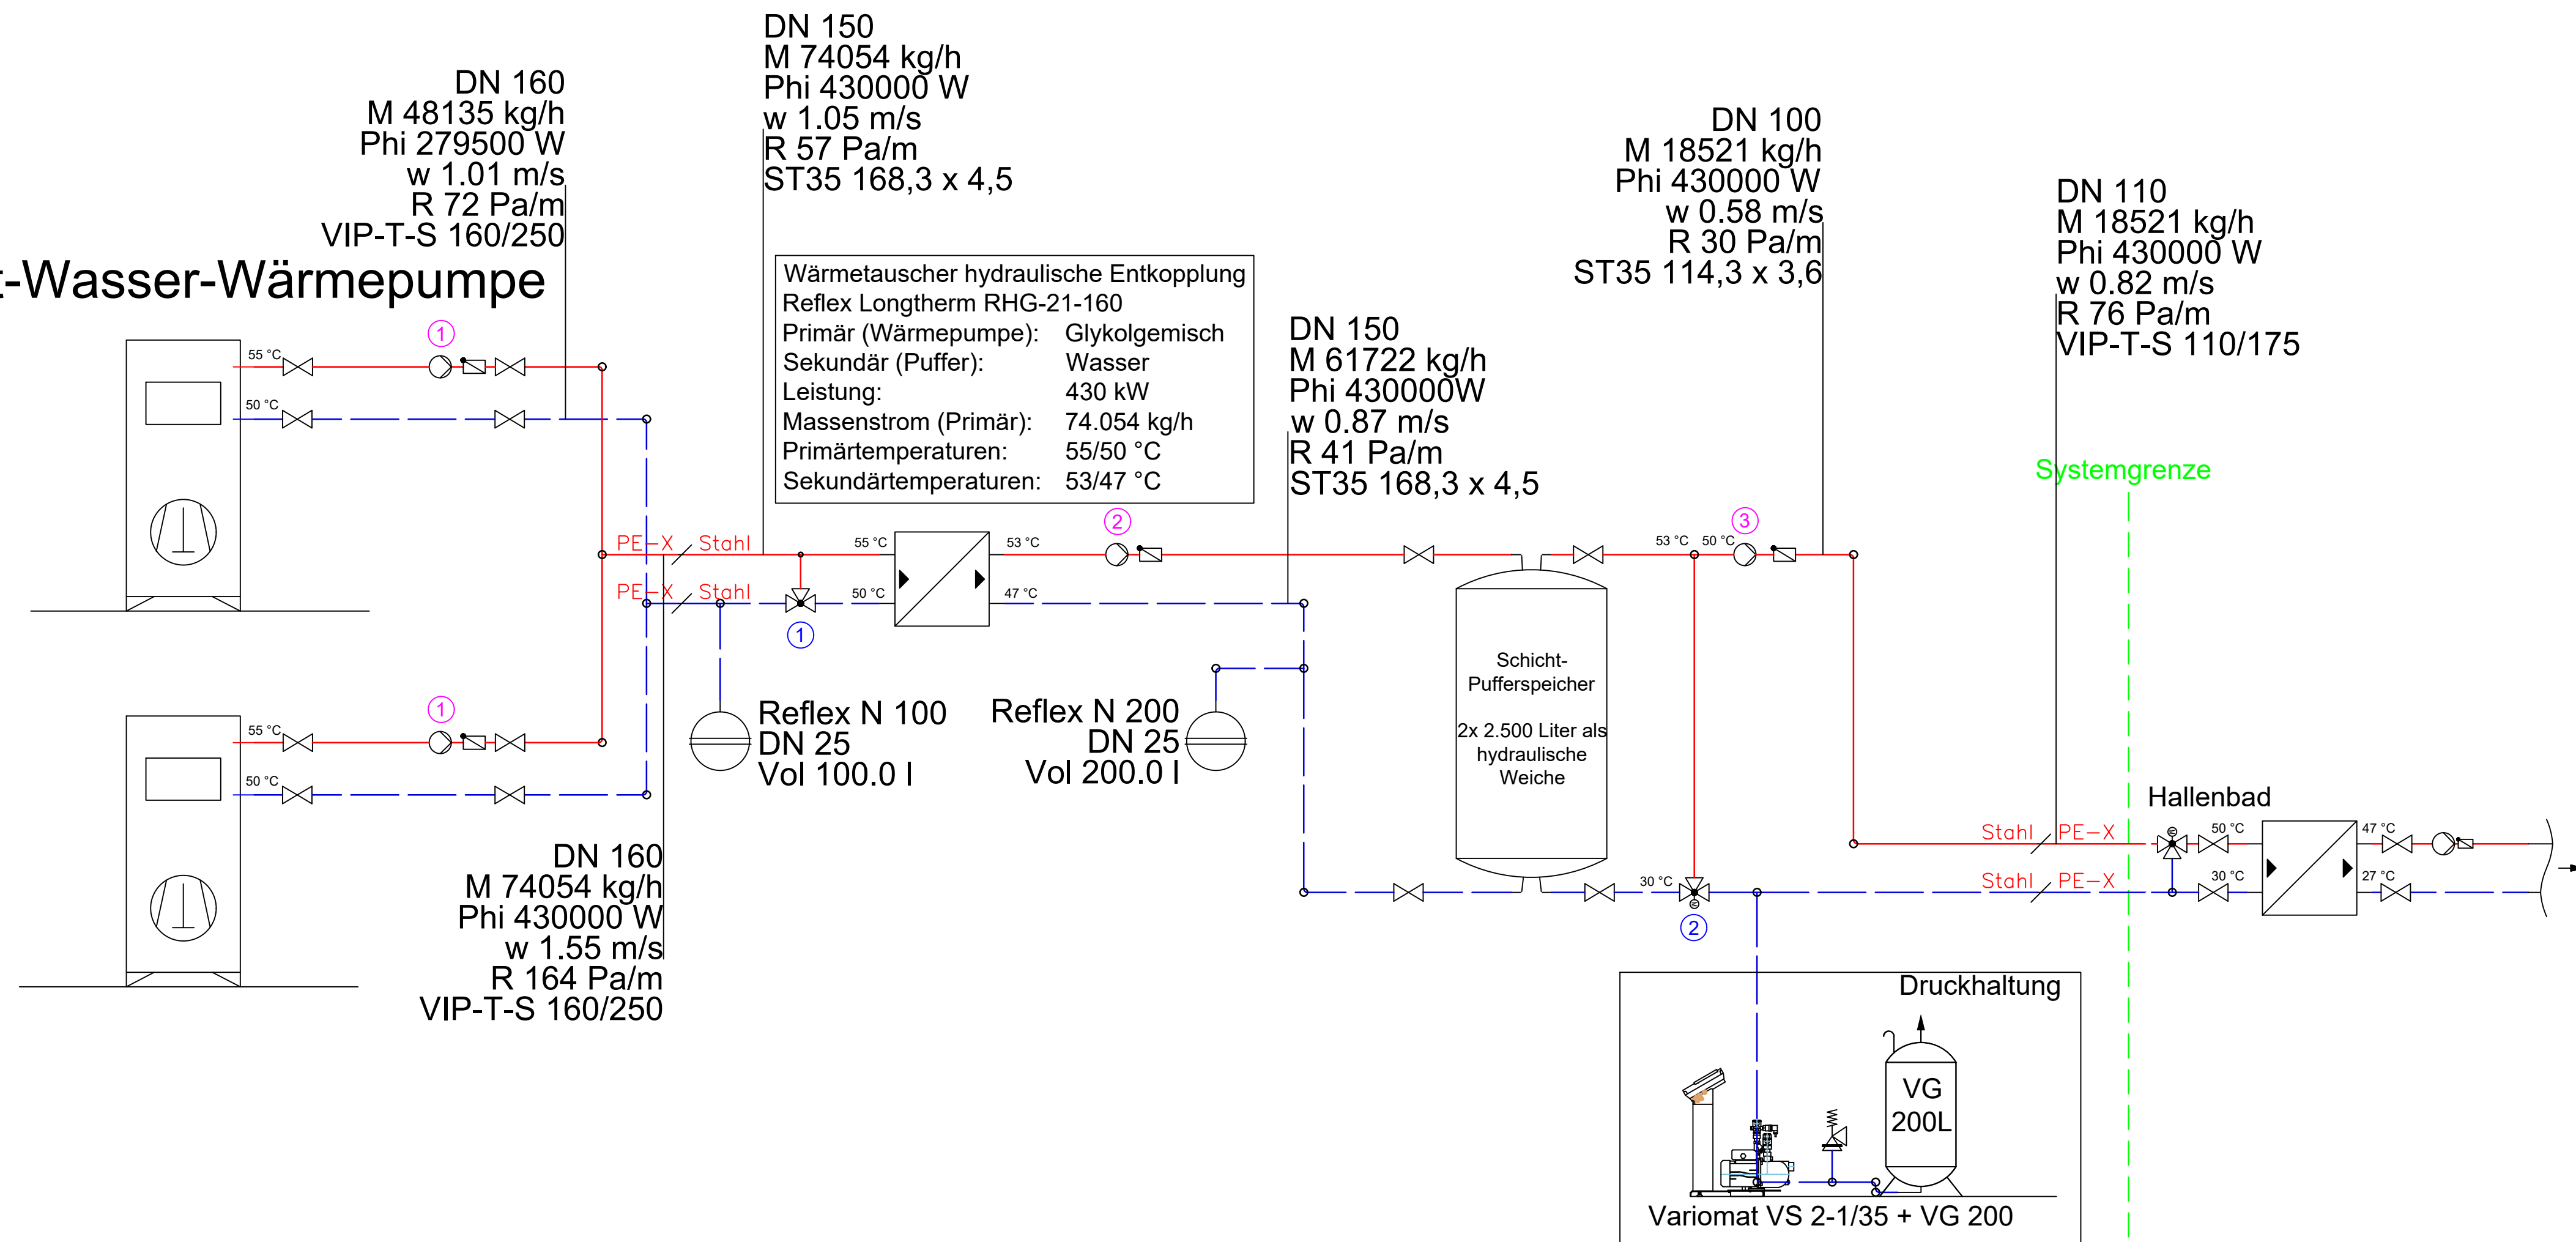 DN 150
M 74054 kg/h
Phi 430000 W
w 1.05 m/s
R 57 Pa/m
ST35 168,3 x 4,5
DN 160
M 48135 kg/h
Phi 279500 W
w 1.01 m/s
R 72 Pa/m
VIP-T-S 160/250
t-Wasser-Wärmepumpe
DN 100
M 18521 kg/h
Phi 430000 W
w 0.58 m/s
R 30 Pa/m
ST35 114,3 x 3,6
DN 110
M 18521 kg/h
Phi 430000 W
w 0.82 m/s
R 76 Pa/m
VIP-T-S 110/175
Wärmetauscher hydraulische Entkopplung
Reflex Longtherm RHG-21-160
Primär (Wärmepumpe): Glykolgemisch
Sekundär (Puffer): Wasser
Leistung: 430 kW
Massenstrom (Primär): 74.054 kg/h
Primärtemperaturen: 55/50 °C
Sekundärtemperaturen: 53/47 °C
DN 150
M 61722 kg/h
Phi 430000W
w 0.87 m/s
R 41 Pa/m
ST35 168,3 x 4,5
Systemgrenze
1
55 °C
50 °C
PE-X Stahl
PE-X Stahl
55 °C
50 °C
53 °C
47 °C
2
1
53 °C 50 °C
3
Schicht-
Pufferspeicher
2x 2.500 Liter als
hydraulische
Weiche
1
55 °C
50 °C
Reflex N 100
DN 25
Vol 100.0 l
Reflex N 200
DN 25
Vol 200.0 l
DN 160
M 74054 kg/h
Phi 430000 W
w 1.55 m/s
R 164 Pa/m
VIP-T-S 160/250
30 °C
2
Stahl PE-X
Stahl PE-X
Hallenbad
50 °C
30 °C
47 °C
27 °C
Druckhaltung
VG
200L
Variomat VS 2-1/35 + VG 200